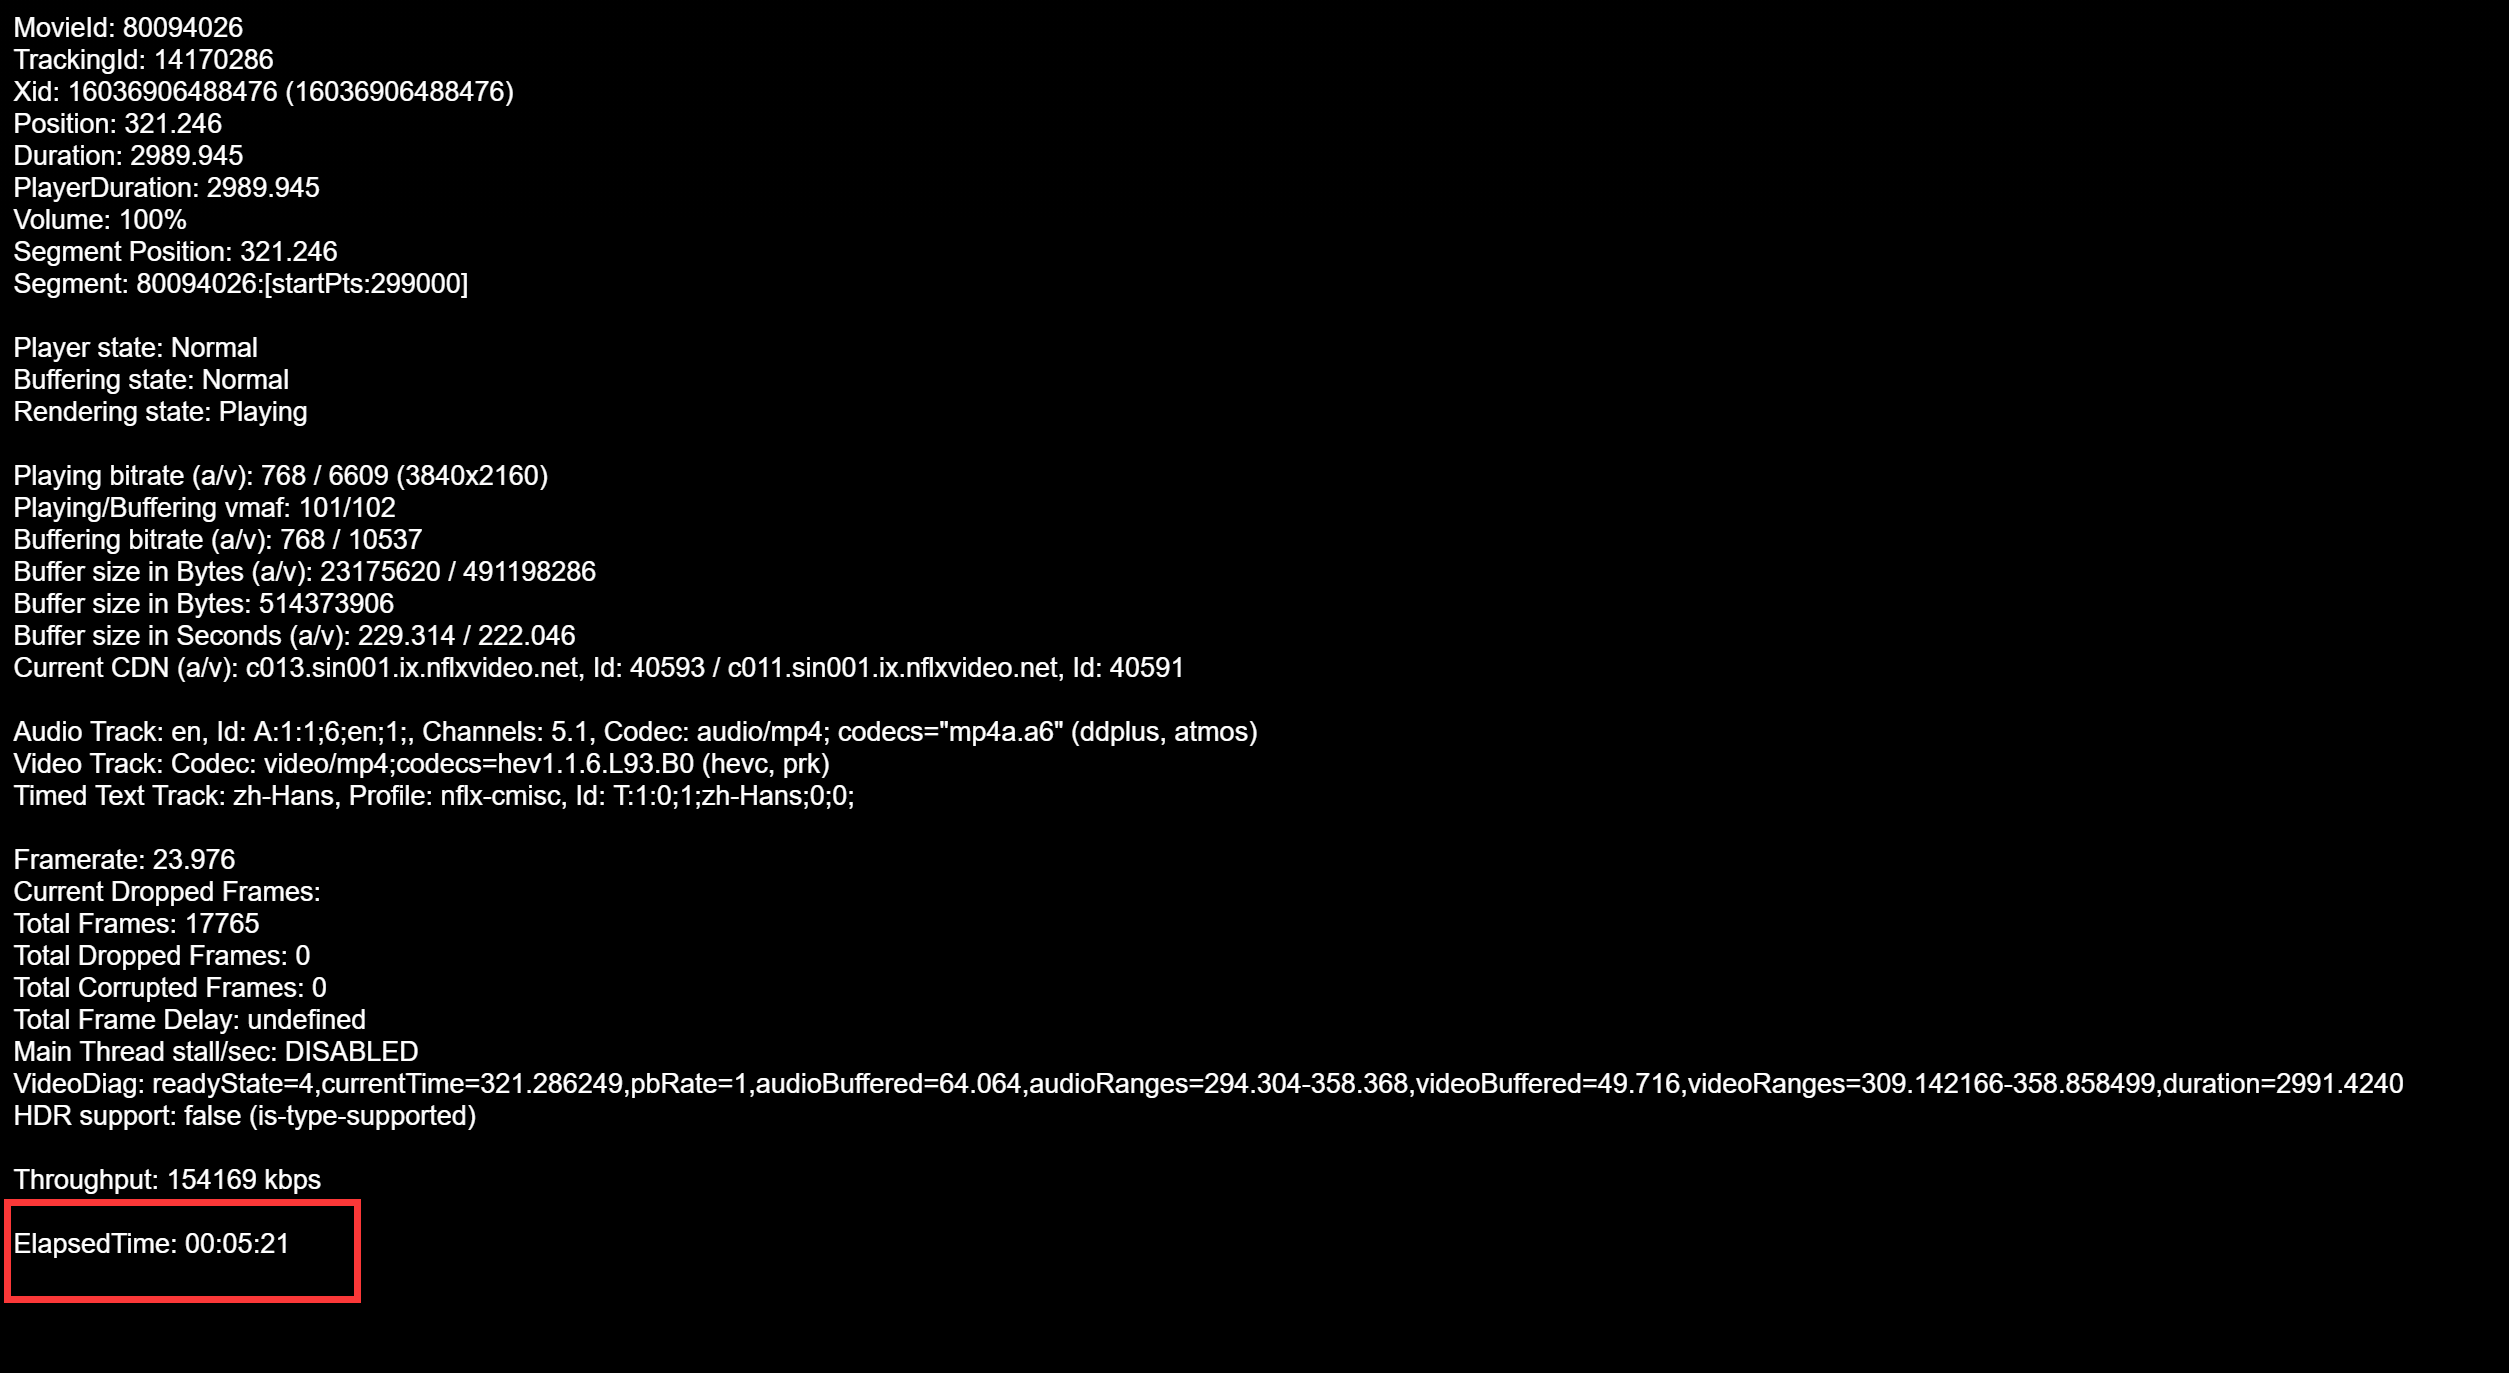 MovieId: 80094026
TrackingId: 14170286
Xid: 16036906488476 (16036906488476)
Position: 321.246
Duration: 2989.945
PlayerDuration: 2989.945
Volume: 100%
Segment Position: 321.246
Segment: 80094026:[startPts:299000]
Player state: Normal
Buffering state: Normal
Rendering state: Playing
Playing bitrate (a/v): 768 / 6609 (3840x2160)
Playing/Buffering vmaf: 101/102
Buffering bitrate (a/v): 768 / 10537
Buffer size in Bytes (a/v): 23175620 / 491198286
Buffer size in Bytes: 514373906
Buffer size in Seconds (a/v): 229.314 / 222.046
Current CDN (a/v): c013.sin001.ix.nflxvideo.net, Id: 40593 / c011.sin001.ix.nflxvideo.net, Id: 40591
Audio Track: en, Id: A:1:1;6;en;1;, Channels: 5.1, Codec: audio/mp4; codecs="mp4a.a6" (ddplus, atmos)
Video Track: Codec: video/mp4;codecs=hev1.1.6.L93.B0 (hevc, prk)
Timed Text Track: zh-Hans, Profile: nflx-cmisc, Id: T:1:0;1;zh-Hans;0;0;
Framerate: 23.976
Current Dropped Frames:
Total Frames: 17765
Total Dropped Frames: 0
Total Corrupted Frames: 0
Total Frame Delay: undefined
Main Thread stall/sec: DISABLED
VideoDiag: readyState=4,currentTime=321.286249,pbRate=1,audioBuffered=64.064,audioRanges=294.304-358.368,videoBuffered=49.716,videoRanges=309.142166-358.858499,duration=2991.4240
HDR support: false (is-type-supported)
Throughput: 154169 kbps
ElapsedTime: 00:05:21